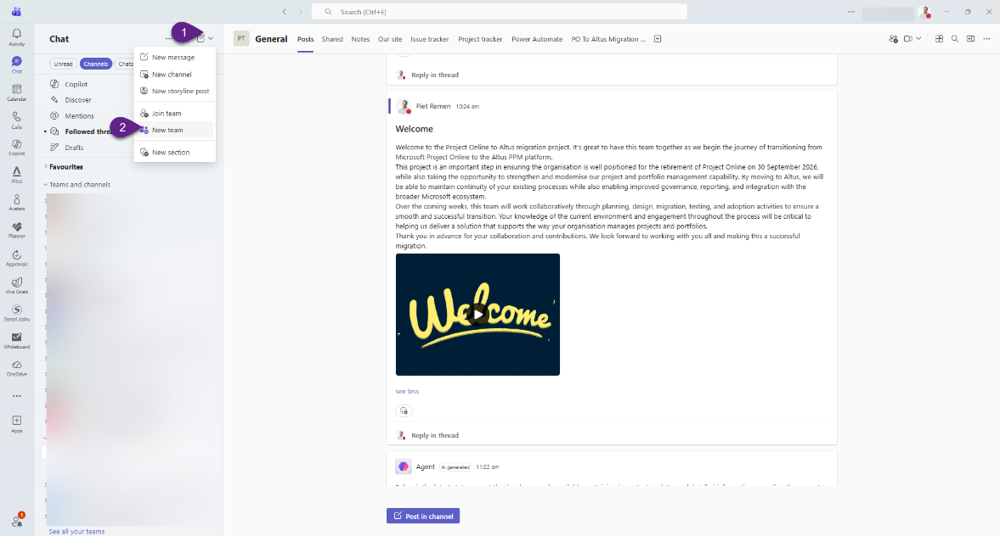 Search (Ctrl+E)
Activity
Chat
Calendar
Calls
Copilot
Altus
Avatars
Planner
Approvals
Viva Goals
Sensei Joshu
Whiteboard
OneDrive
Apps
1
Chat
1
Unread
Channels
Chats
Copilot
Discover
Mentions
Followed thre
Drafts
Favourites
Teams and channels
See all your teams
New message
New channel
New storyline post
Join team
2
New team
New section
PT
General
Posts
Shared
Notes
Our site
Issue tracker
Project tracker
Power Automate
PO To Altus Migration ...
Reply in thread
Piet Remen 10:24 am
Welcome
Welcome to the Project Online to Altus migration project. It's great to have this team together as we begin the journey of transitioning from
Microsoft Project Online to the Altus PPM platform.
This project is an important step in ensuring the organisation is well positioned for the retirement of Project Online on 30 September 2026,
while also taking the opportunity to strengthen and modernise our project and portfolio management capability. By moving to Altus, we will
be able to maintain continuity of your existing processes while also enabling improved governance, reporting, and integration with the
broader Microsoft ecosystem.
Over the coming weeks, this team will work collaboratively through planning, design, migration, testing, and adoption activities to ensure a
smooth and successful transition. Your knowledge of the current environment and engagement throughout the process will be critical to
helping us deliver a solution that supports the way your organisation manages projects and portfolios.
Thank you in advance for your collaboration and contributions. We look forward to working with you all and making this a successful
migration.
Welcome
see less
Reply in thread
Agent AI generated 11:22 am
Post in channel